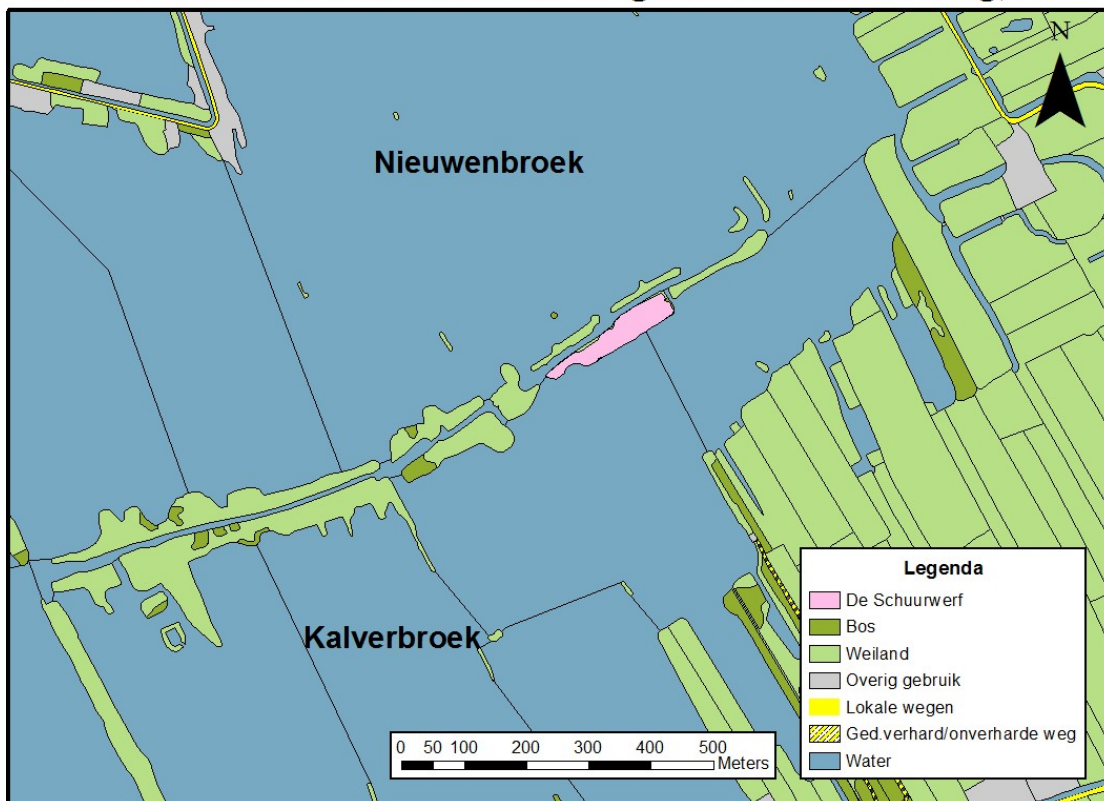 N
Nieuwenbroek
Kalverbroek
Legenda
De Schuurwerf
Bos
Weiland
Overig gebruik
Lokale wegen
Ged.verhard/onverharde weg
Water
0 50 100 200 300 400 500
Meters